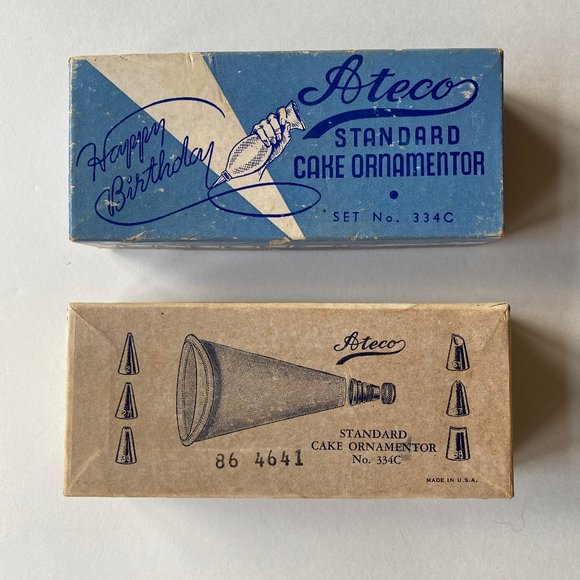 Happy
Birthday
Ateco
STANDARD
CAKE ORNAMENTOR
SET No. 334C
Ateco
STANDARD
CAKE ORNAMENTOR
No. 334C
86 4641
MADE IN U.S.A.